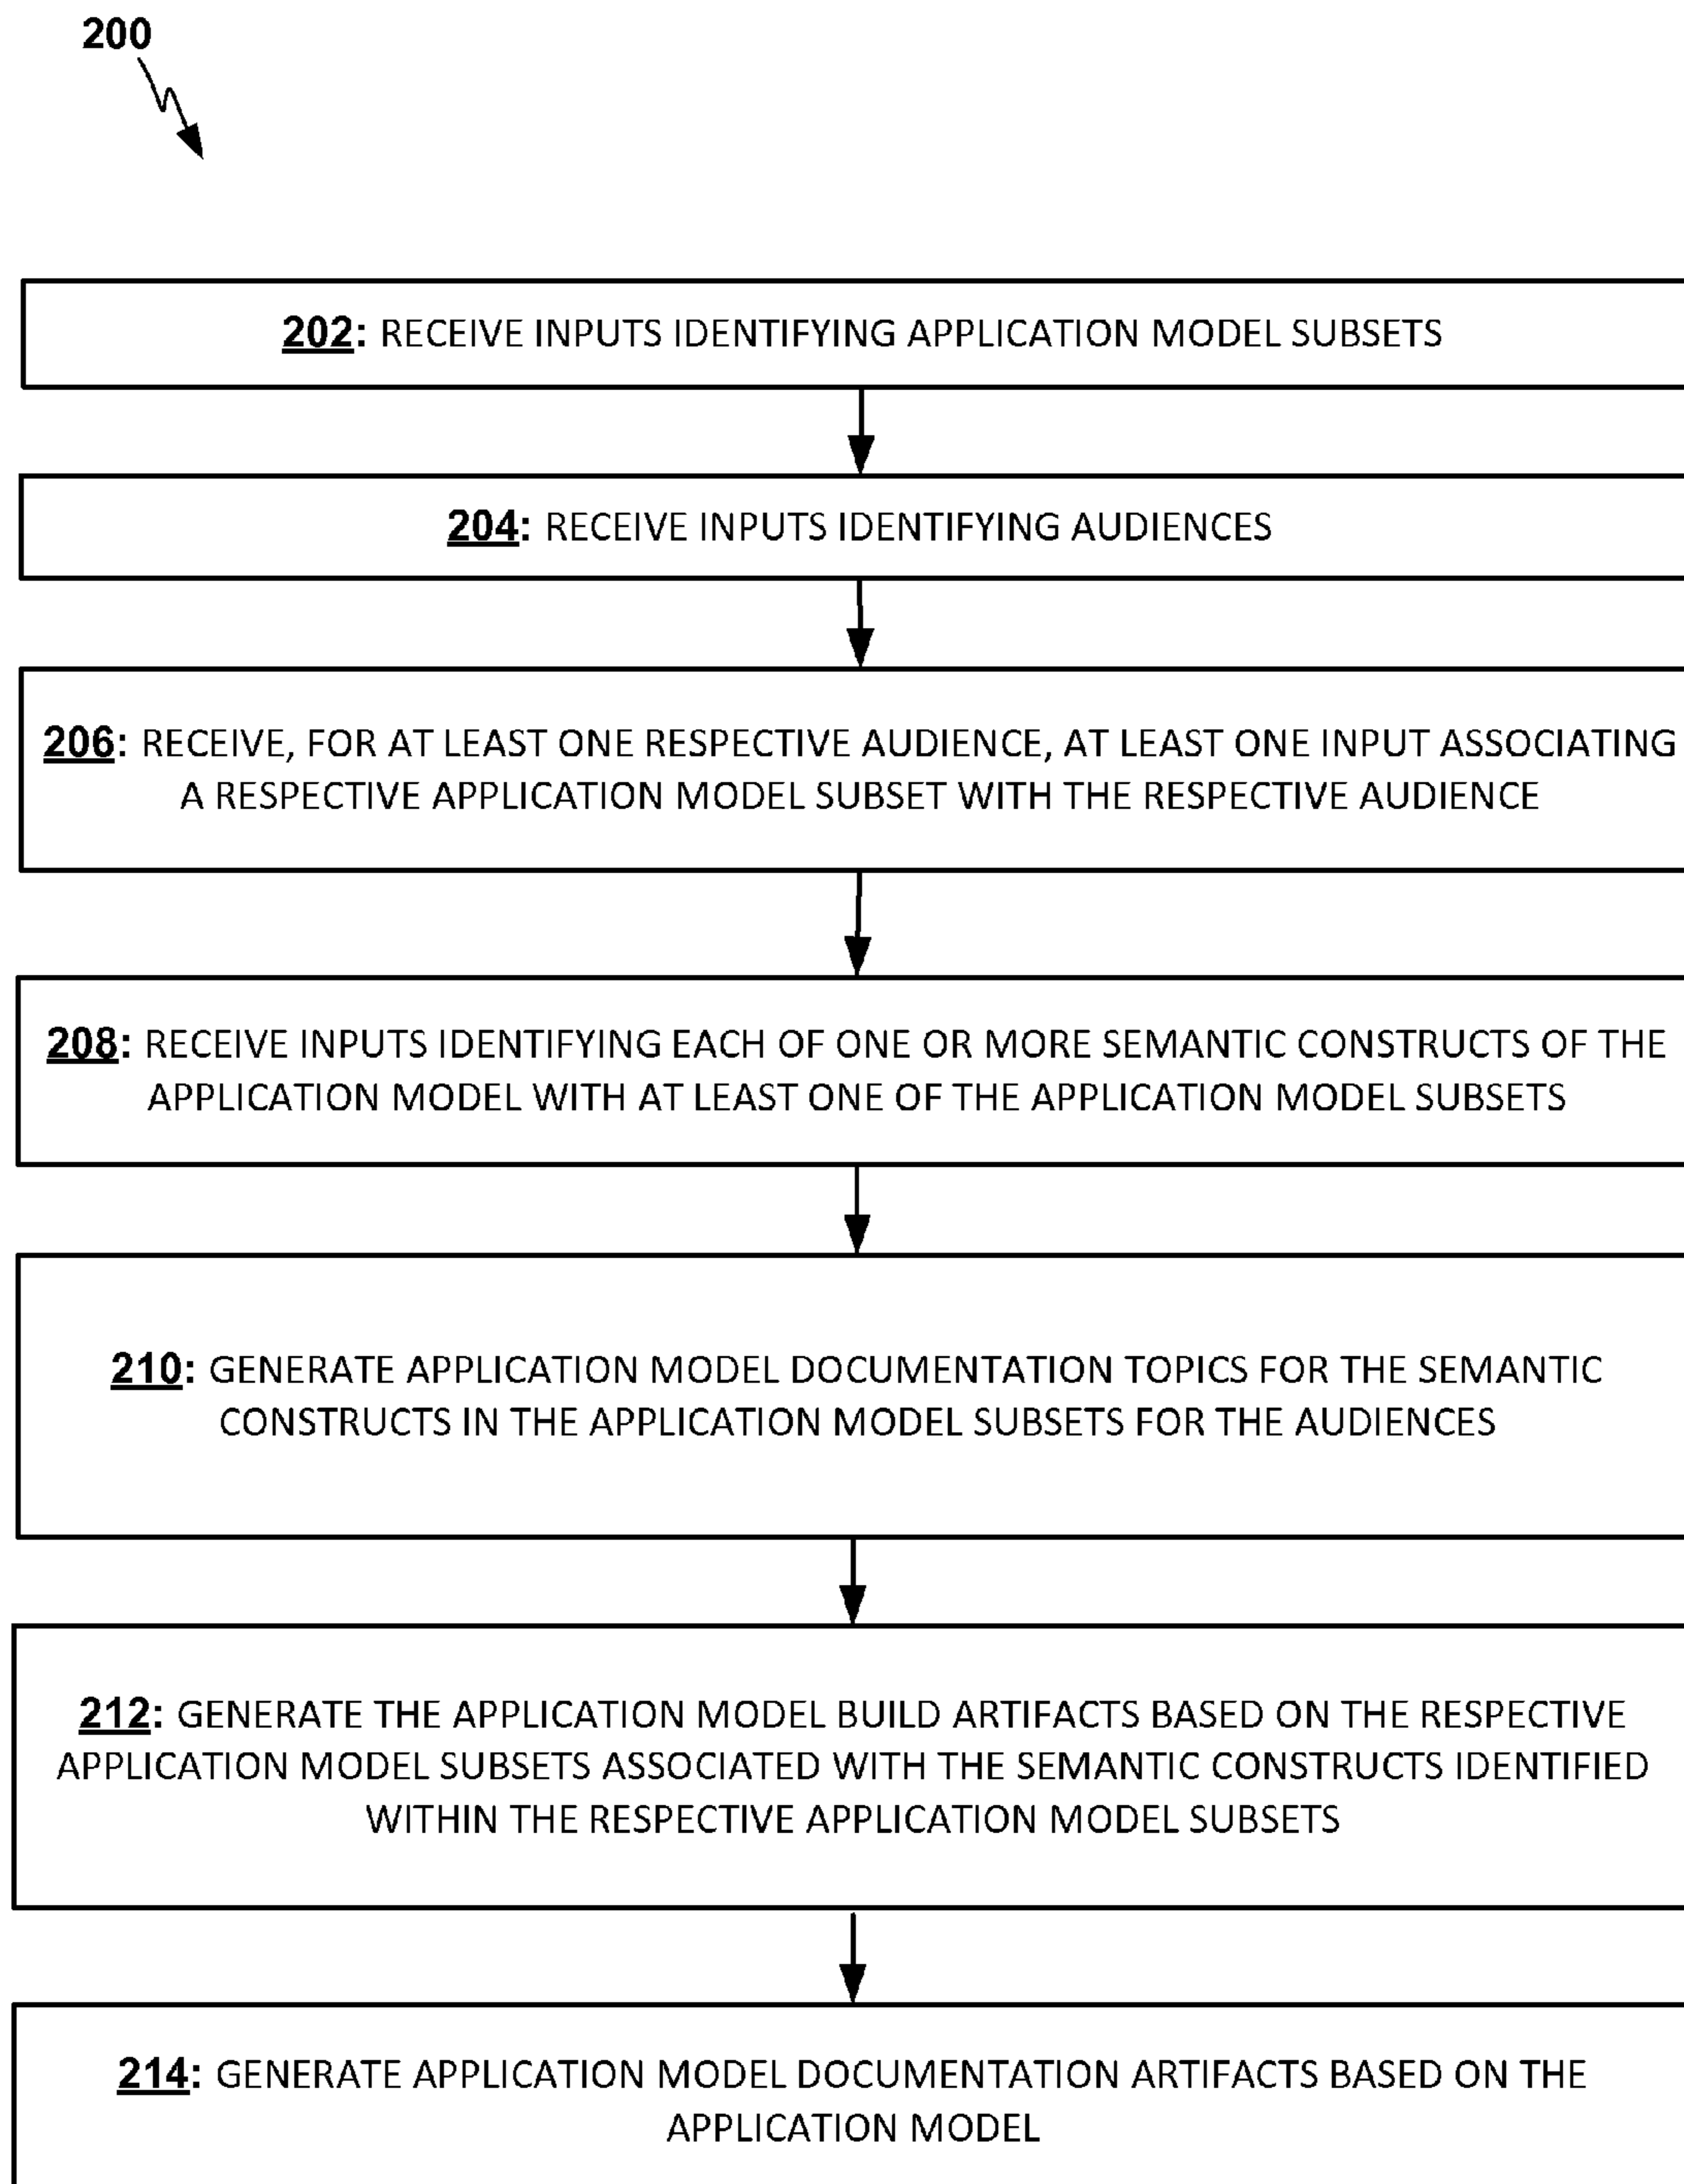 200
202: RECEIVE INPUTS IDENTIFYING APPLICATION MODEL SUBSETS
204: RECEIVE INPUTS IDENTIFYING AUDIENCES
206: RECEIVE, FOR AT LEAST ONE RESPECTIVE AUDIENCE, AT LEAST ONE INPUT ASSOCIATING
A RESPECTIVE APPLICATION MODEL SUBSET WITH THE RESPECTIVE AUDIENCE
208: RECEIVE INPUTS IDENTIFYING EACH OF ONE OR MORE SEMANTIC CONSTRUCTS OF THE
APPLICATION MODEL WITH AT LEAST ONE OF THE APPLICATION MODEL SUBSETS
210: GENERATE APPLICATION MODEL DOCUMENTATION TOPICS FOR THE SEMANTIC
CONSTRUCTS IN THE APPLICATION MODEL SUBSETS FOR THE AUDIENCES
212: GENERATE THE APPLICATION MODEL BUILD ARTIFACTS BASED ON THE RESPECTIVE
APPLICATION MODEL SUBSETS ASSOCIATED WITH THE SEMANTIC CONSTRUCTS IDENTIFIED
WITHIN THE RESPECTIVE APPLICATION MODEL SUBSETS
214: GENERATE APPLICATION MODEL DOCUMENTATION ARTIFACTS BASED ON THE
APPLICATION MODEL